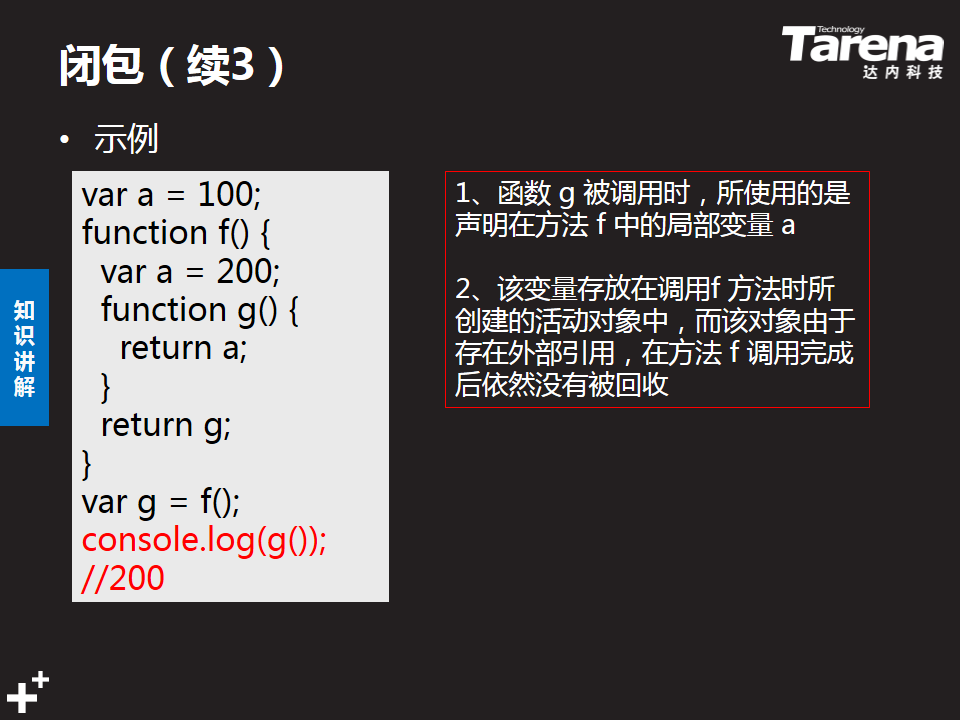 闭包（续3）
Technology
Tarena
达内科技
• 示例
var a = 100;
function f() {
  var a = 200;
  function g() {
    return a;
  }
  return g;
}
var g = f();
console.log(g());
//200
1、函数 g 被调用时，所使用的是
声明在方法 f 中的局部变量 a
2、该变量存放在调用f 方法时所
创建的活动对象中，而该对象由于
存在外部引用，在方法 f 调用完成
后依然没有被回收
知
识
讲
解